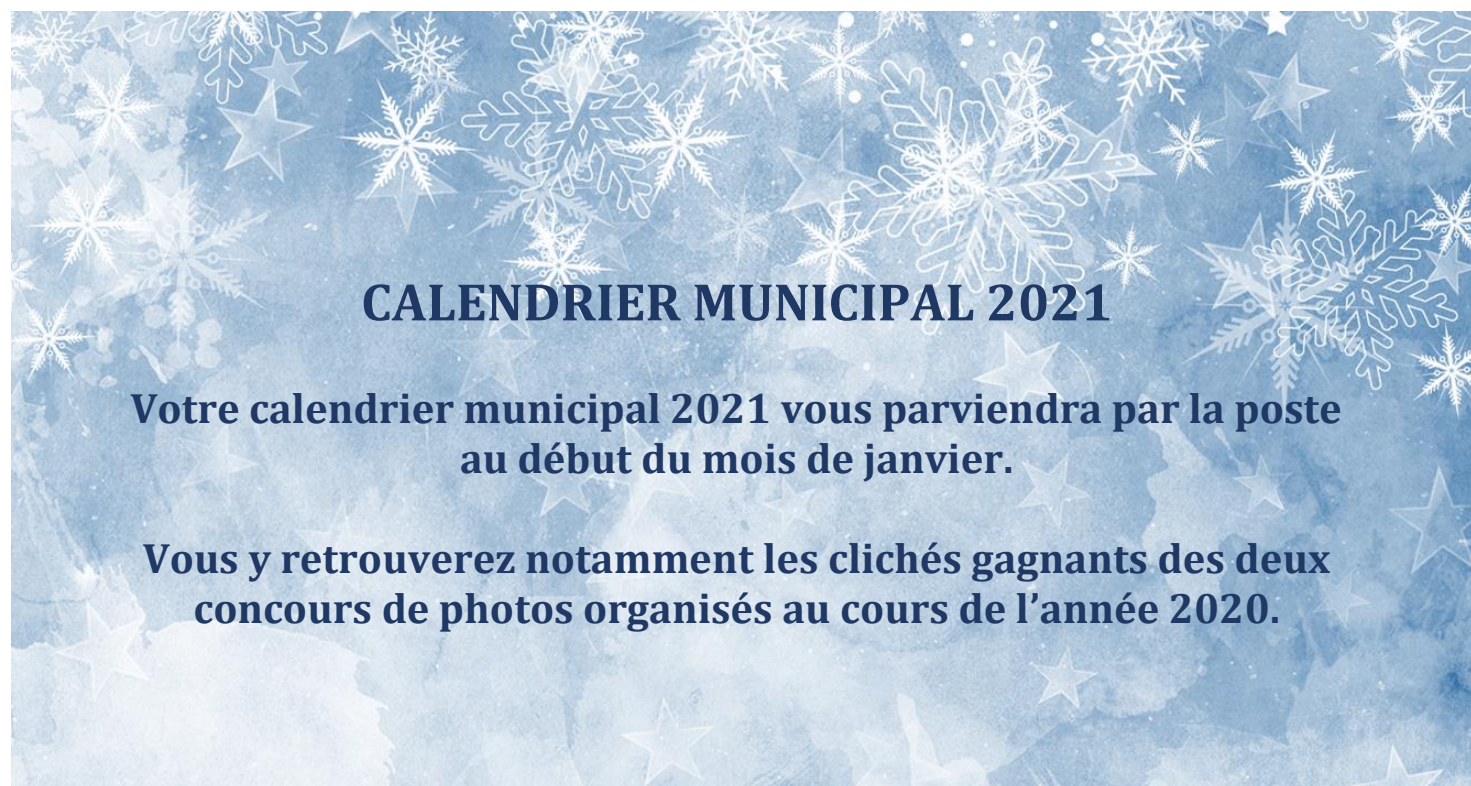 CALENDRIER MUNICIPAL 2021
Votre calendrier municipal 2021 vous parviendra par la poste
au début du mois de janvier.
Vous y retrouverez notamment les clichés gagnants des deux
concours de photos organisés au cours de l’année 2020.